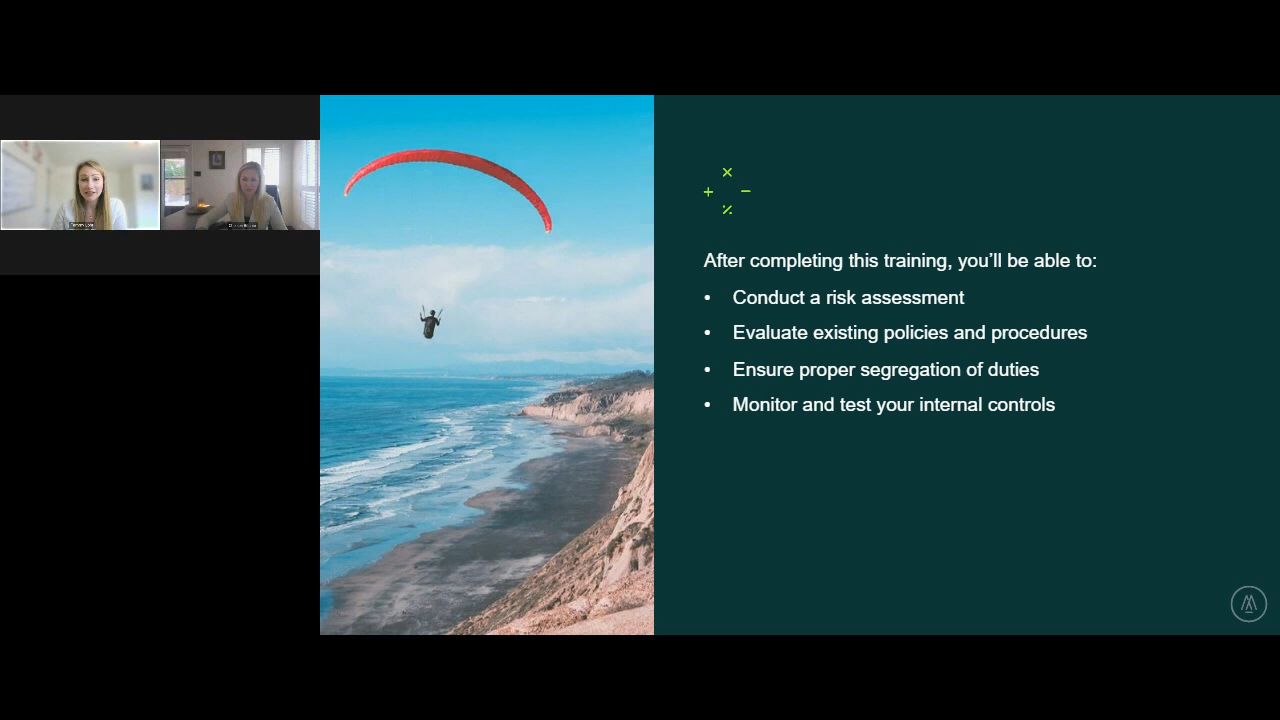 After completing this training, you’ll be able to:
• Conduct a risk assessment
• Evaluate existing policies and procedures
• Ensure proper segregation of duties
• Monitor and test your internal controls